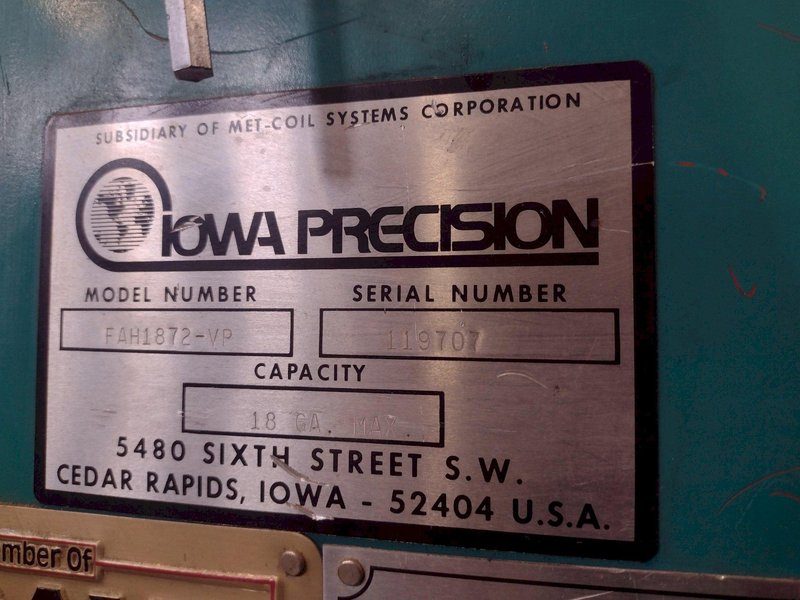 SUBSIDIARY OF MET-COIL SYSTEMS CORPORATION
IOWA PRECISION
MODEL NUMBER SERIAL NUMBER
FAH1872-VP 119707
CAPACITY
18 GA. MAX.
5480 SIXTH STREET S.W.
CEDAR RAPIDS, IOWA - 52404 U.S.A.
mber Of